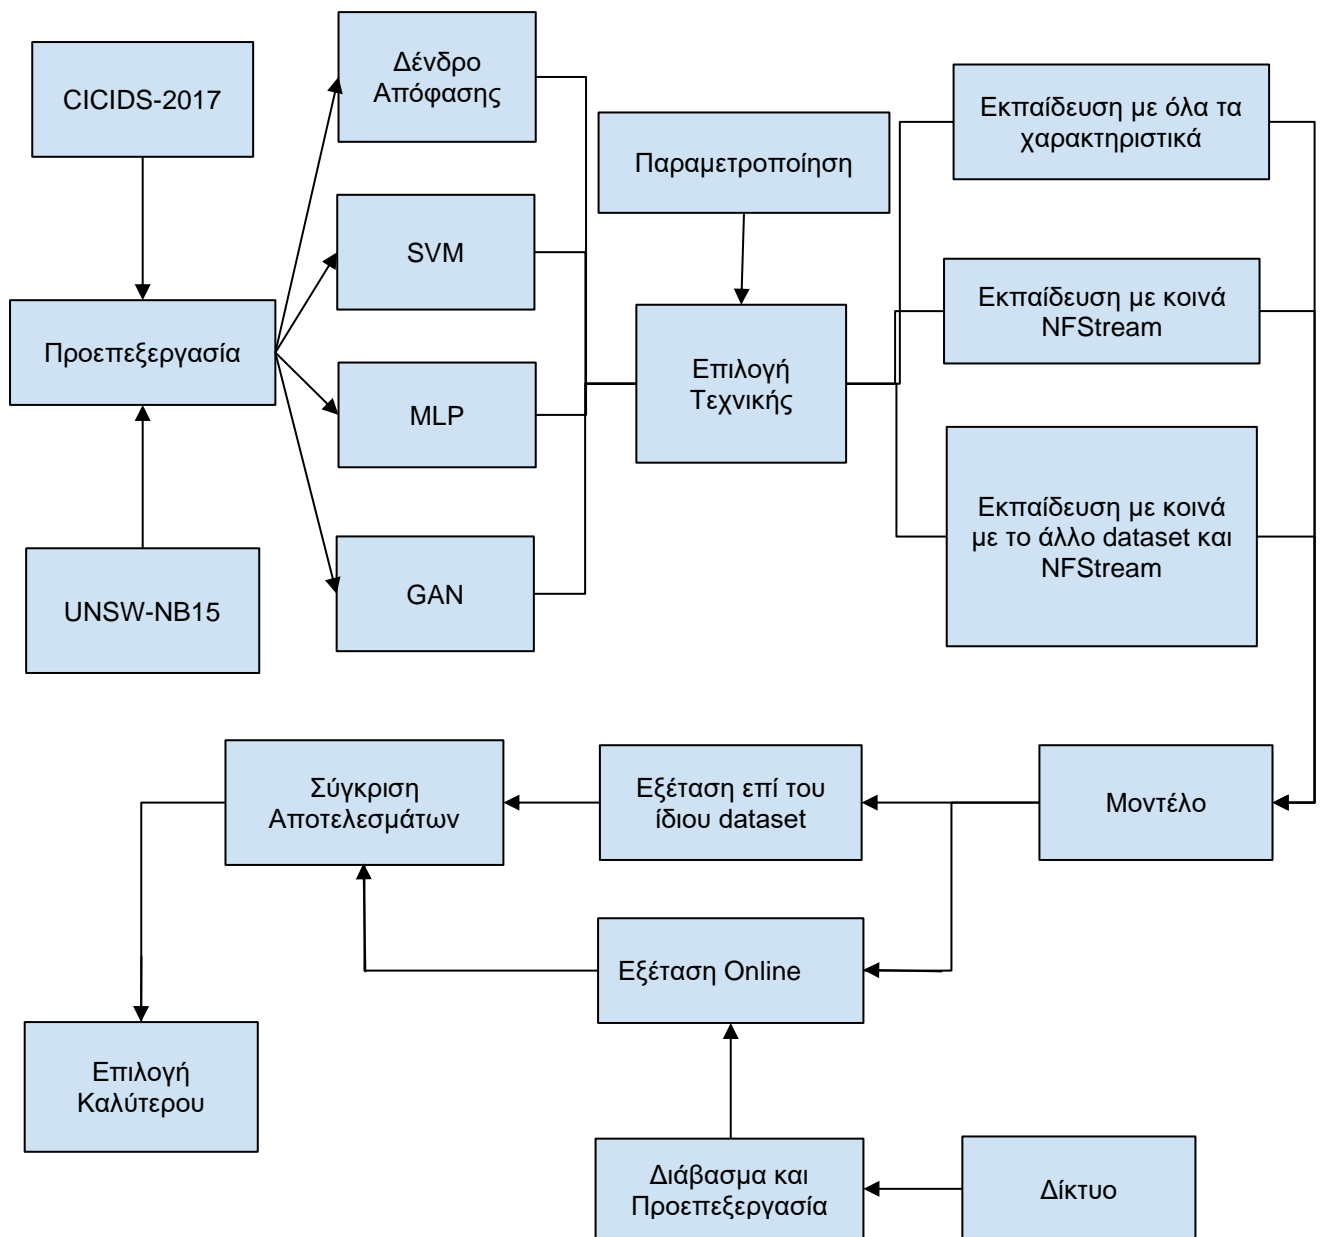 CICIDS-2017
Προεπεξεργασία
UNSW-NB15
Δένδρο
Απόφασης
SVM
MLP
GAN
Παραμετροποίηση
Επιλογή
Τεχνικής
Εκπαίδευση με όλα τα
χαρακτηριστικά
Εκπαίδευση με κοινά
NFStream
Εκπαίδευση με κοινά
με το άλλο dataset και
NFStream
Μοντέλο
Εξέταση επί του
ίδιου dataset
Σύγκριση
Αποτελεσμάτων
Εξέταση Online
Επιλογή
Καλύτερου
Διάβασμα και
Προεπεξεργασία
Δίκτυο